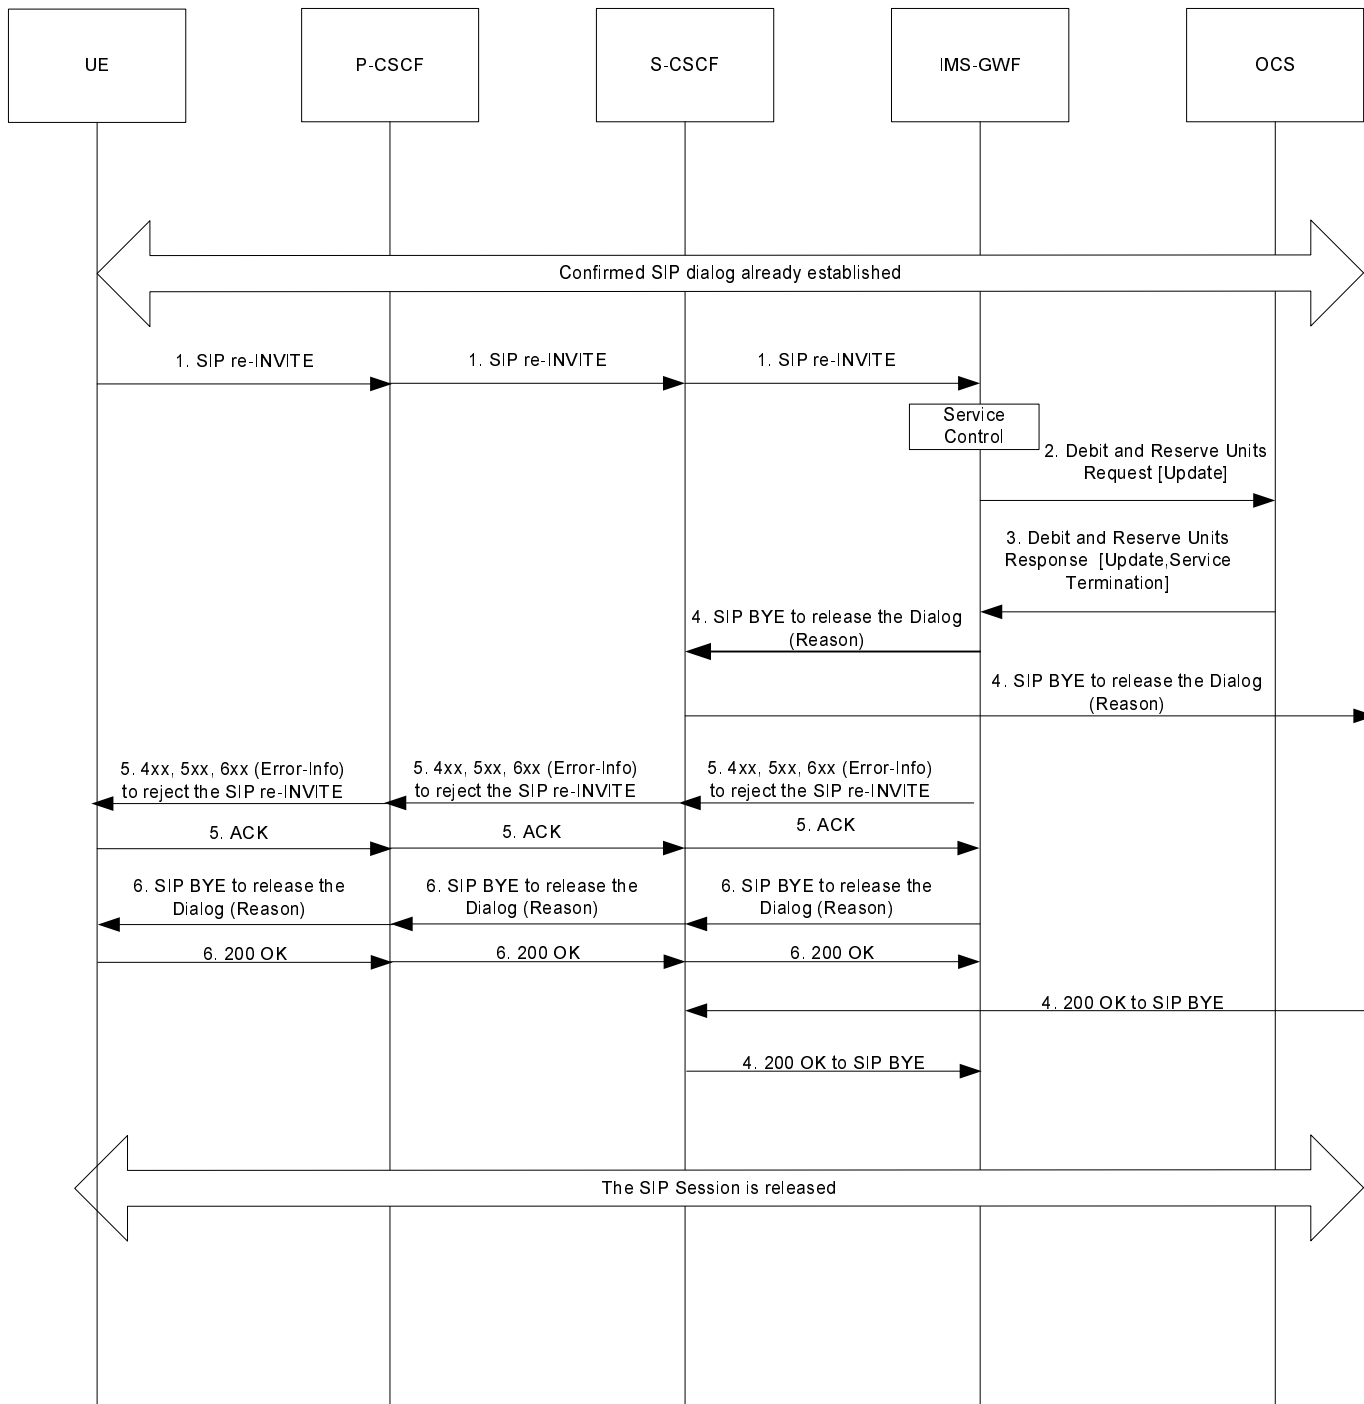 UE
P-CSCF
S-CSCF
IMS-GWF
OCS
Confirmed SIP dialog already established
1. SIP re-INVITE
1. SIP re-INVITE
1. SIP re-INVITE
Service
Control
2. Debit and Reserve Units
Request [Update]
3. Debit and Reserve Units
Response [Update,Service
Termination]
4. SIP BYE to release the Dialog
(Reason)
4. SIP BYE to release the Dialog
(Reason)
5. 4xx, 5xx, 6xx (Error-Info)
to reject the SIP re-INVITE
5. 4xx, 5xx, 6xx (Error-Info)
to reject the SIP re-INVITE
5. 4xx, 5xx, 6xx (Error-Info)
to reject the SIP re-INVITE
5. ACK
5. ACK
5. ACK
6. SIP BYE to release the
Dialog (Reason)
6. SIP BYE to release the
Dialog (Reason)
6. SIP BYE to release the
Dialog (Reason)
6. 200 OK
6. 200 OK
6. 200 OK
4. 200 OK to SIP BYE
4. 200 OK to SIP BYE
The SIP Session is released